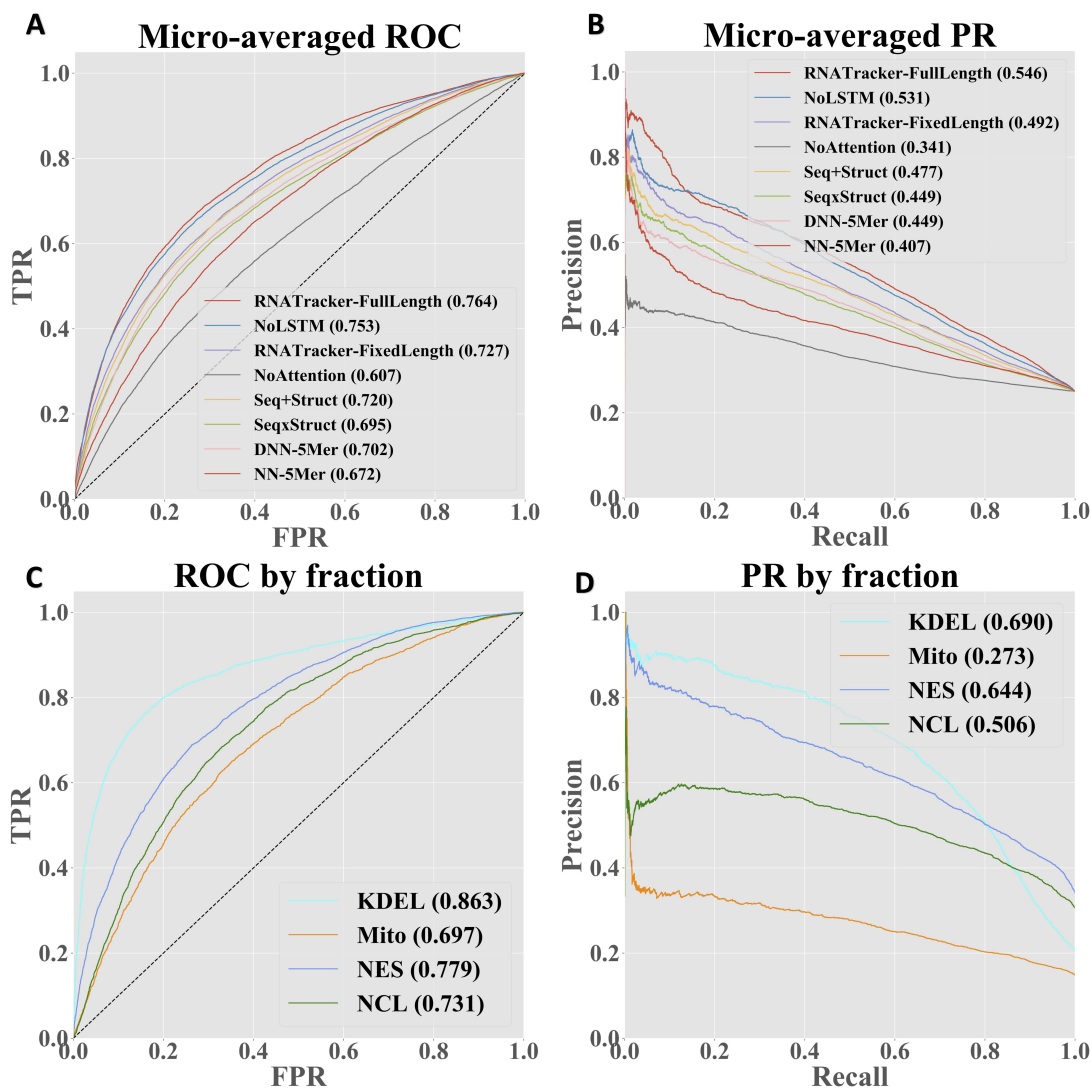 A
Micro-averaged ROC
1.0
0.8
0.6
0.4
0.2
0.0
TPR
RNATracker-FullLength (0.764)
NoLSTM (0.753)
RNATracker-FixedLength (0.727)
NoAttention (0.607)
Seq+Struct (0.720)
SeqxStruct (0.695)
DNN-5Mer (0.702)
NN-5Mer (0.672)
0.0 0.2 0.4 0.6 0.8 1.0
FPR
B
Micro-averaged PR
1.0
0.8
0.6
0.4
0.2
0.0
Precision
RNATracker-FullLength (0.546)
NoLSTM (0.531)
RNATracker-FixedLength (0.492)
NoAttention (0.341)
Seq+Struct (0.477)
SeqxStruct (0.449)
DNN-5Mer (0.449)
NN-5Mer (0.407)
0.0 0.2 0.4 0.6 0.8 1.0
Recall
C
ROC by fraction
1.0
0.8
0.6
0.4
0.2
0.0
TPR
KDEL (0.863)
Mito (0.697)
NES (0.779)
NCL (0.731)
0.0 0.2 0.4 0.6 0.8 1.0
FPR
D
PR by fraction
1.0
0.8
0.6
0.4
0.2
0.0
Precision
KDEL (0.690)
Mito (0.273)
NES (0.644)
NCL (0.506)
0.0 0.2 0.4 0.6 0.8 1.0
Recall